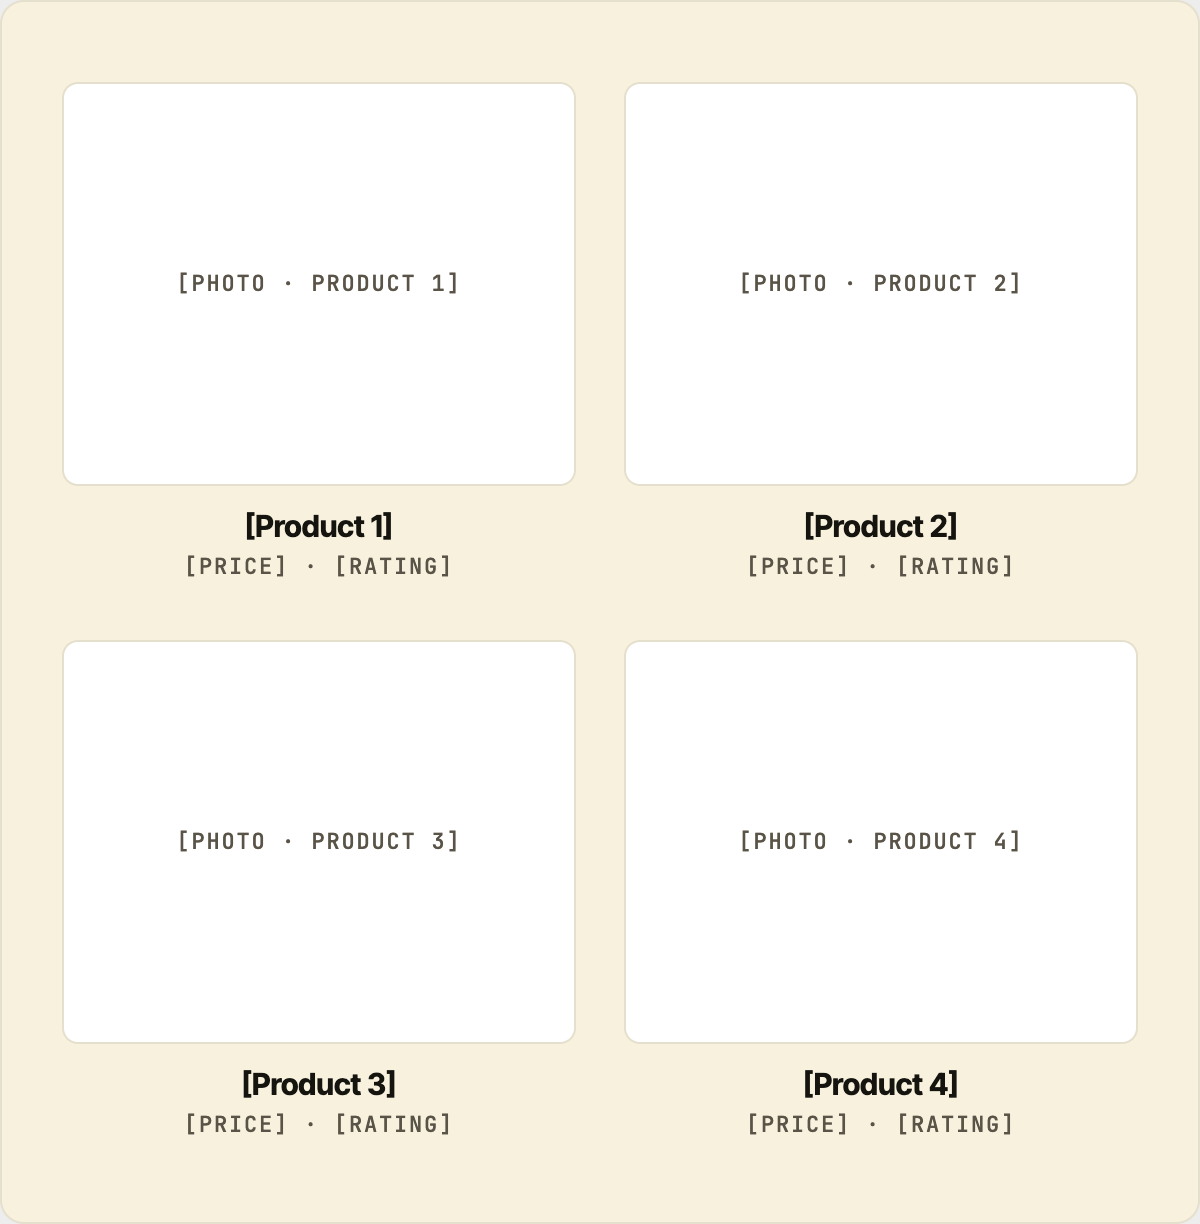 [PHOTO · PRODUCT 1]
[PHOTO · PRODUCT 2]
[Product 1]
[PRICE] · [RATING]
[Product 2]
[PRICE] · [RATING]
[PHOTO · PRODUCT 3]
[PHOTO · PRODUCT 4]
[Product 3]
[PRICE] · [RATING]
[Product 4]
[PRICE] · [RATING]